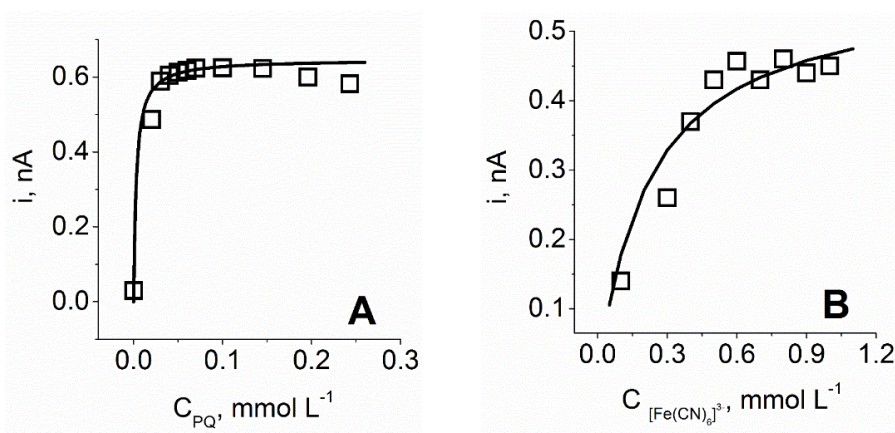 0.6
0.4
0.2
0.0
i, nA
0.0 0.1 0.2 0.3
C_PQ, mmol L⁻¹
A
0.5
0.4
0.3
0.2
0.1
i, nA
0.0 0.3 0.6 0.9 1.2
C_[Fe(CN)₆]³⁻, mmol L⁻¹
B